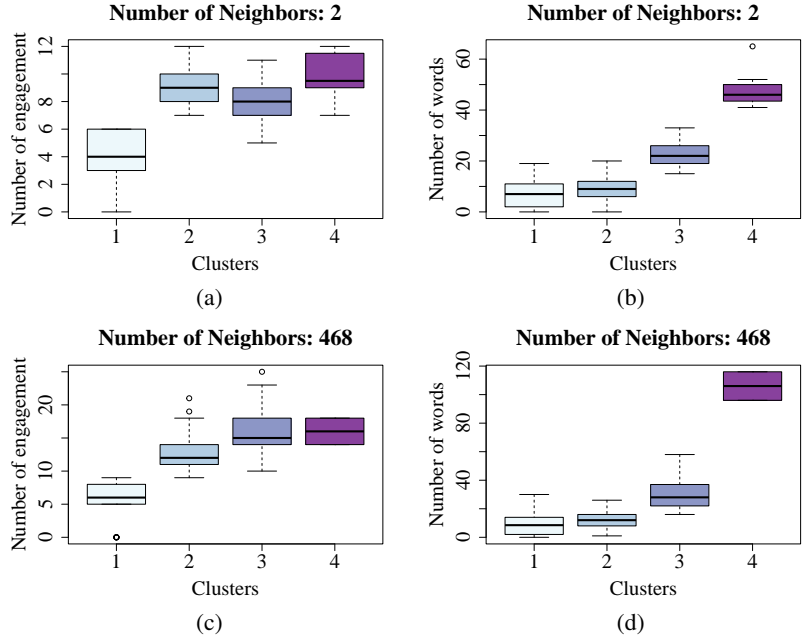 Number of Neighbors: 2
Number of engagement
0 2 4 6 8 12
1 2 3 4
Clusters
(a)
Number of Neighbors: 2
Number of words
0 20 40 60
1 2 3 4
Clusters
(b)
Number of Neighbors: 468
Number of engagement
0 5 10 20
1 2 3 4
Clusters
(c)
Number of Neighbors: 468
Number of words
0 40 80 120
1 2 3 4
Clusters
(d)